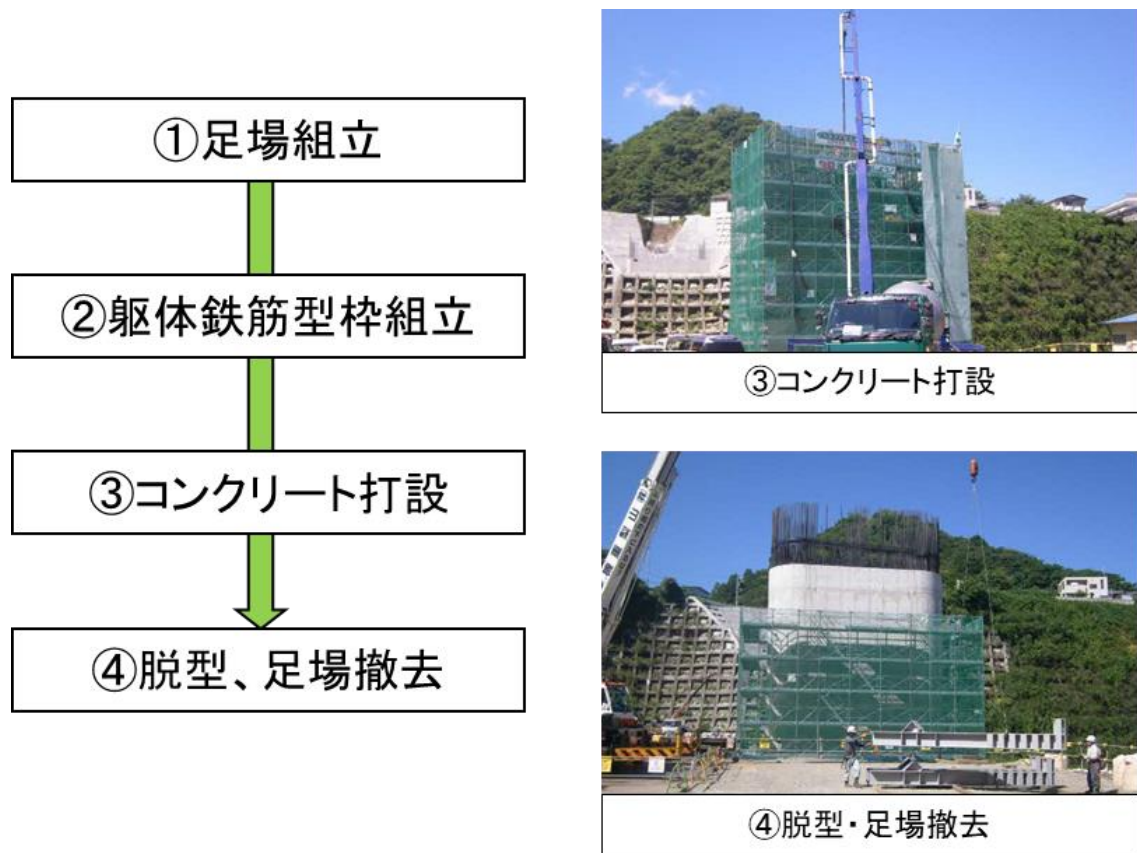 ①足場組立
②躯体鉄筋型枠組立
③コンクリート打設
④脱型、足場撤去
③コンクリート打設
④脱型・足場撤去